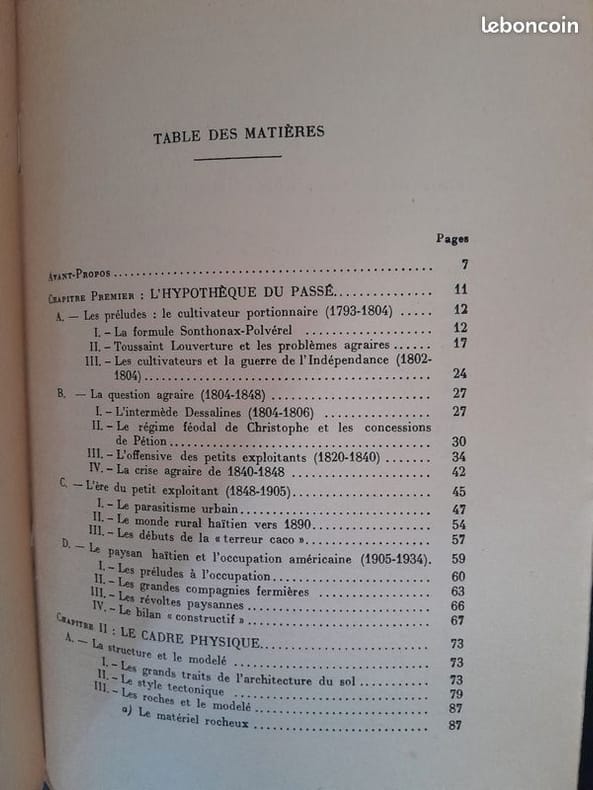 leboncoin
TABLE DES MATIÈRES
Pages
Avant-Propos ........ 7
Chapitre Premier : L'HYPOTHÈQUE DU PASSÉ ........ 11
A. — Les préludes : le cultivateur portionnaire (1793-1804) ..... 12
I. - La formule Sonthonax-Polvérel ........ 12
II. - Toussaint Louverture et les problèmes agraires ...... 17
III. - Les cultivateurs et la guerre de l'Indépendance (1802-
1804) ........ 24
B. — La question agraire (1804-1848) ........ 27
I. - L'intermède Dessalines (1804-1806) ........ 27
II. - Le régime féodal de Christophe et les concessions
de Pétion ........ 30
III. - L'offensive des petits exploitants (1820-1840) ....... 34
IV. - La crise agraire de 1840-1848 ........ 42
C. — L'ère du petit exploitant (1848-1905) ........ 45
I. - Le parasitisme urbain ........ 47
II. - Le monde rural haïtien vers 1890 ........ 54
III. - Les débuts de la « terreur caco » ........ 57
D. — Le paysan haïtien et l'occupation américaine (1905-1934). 59
I. - Les préludes à l'occupation ........ 60
II. - Les grandes compagnies fermières ........ 63
III. - Les révoltes paysannes ........ 66
IV. - Le bilan « constructif » ........ 67
Chapitre II : LE CADRE PHYSIQUE ........ 73
A. — La structure et le modelé ........ 73
I. - Les grands traits de l'architecture du sol ........ 73
II. - Le style tectonique ........ 79
III. - Les roches et le modelé ........ 87
a) Le matériel rocheux ........ 87